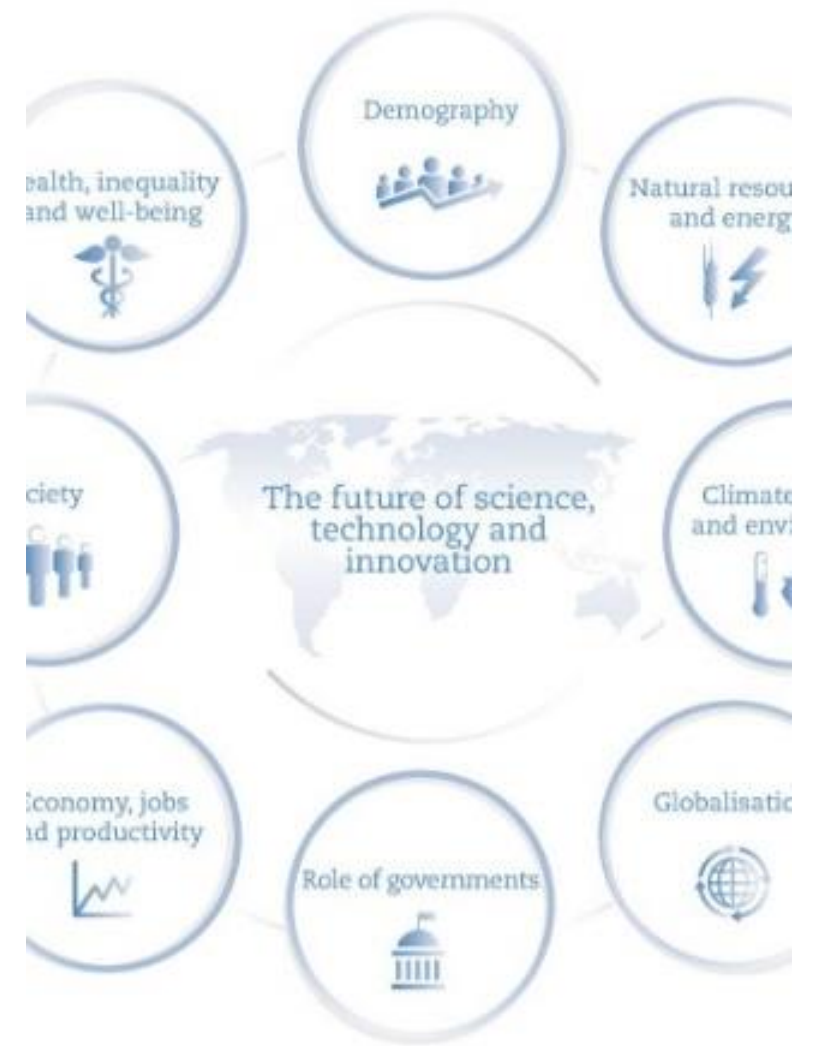 Demography
ealth, inequality
and well-being
Natural resou
and energ
ciety
The future of science,
technology and
innovation
Climate
and envi
Economy, jobs
nd productivity
Role of governments
Globalisatio